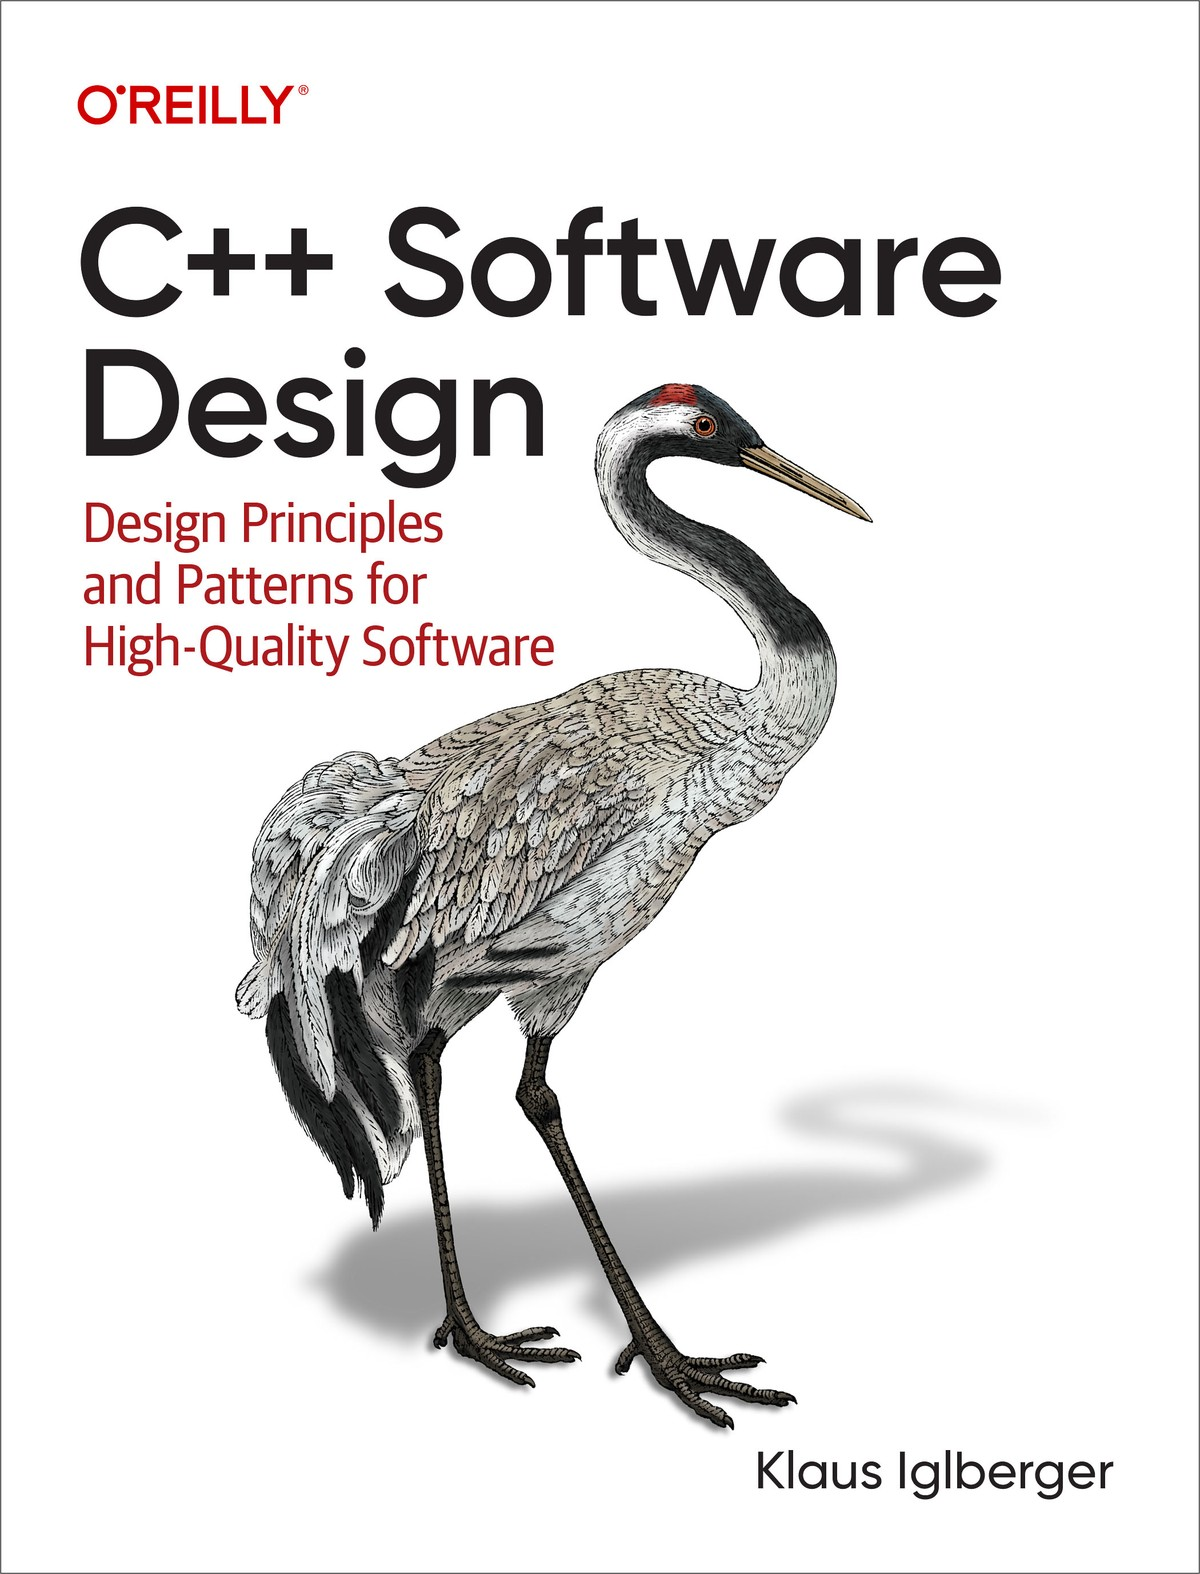 O'REILLY®
C++ Software
Design
Design Principles
and Patterns for
High-Quality Software
Klaus Iglberger